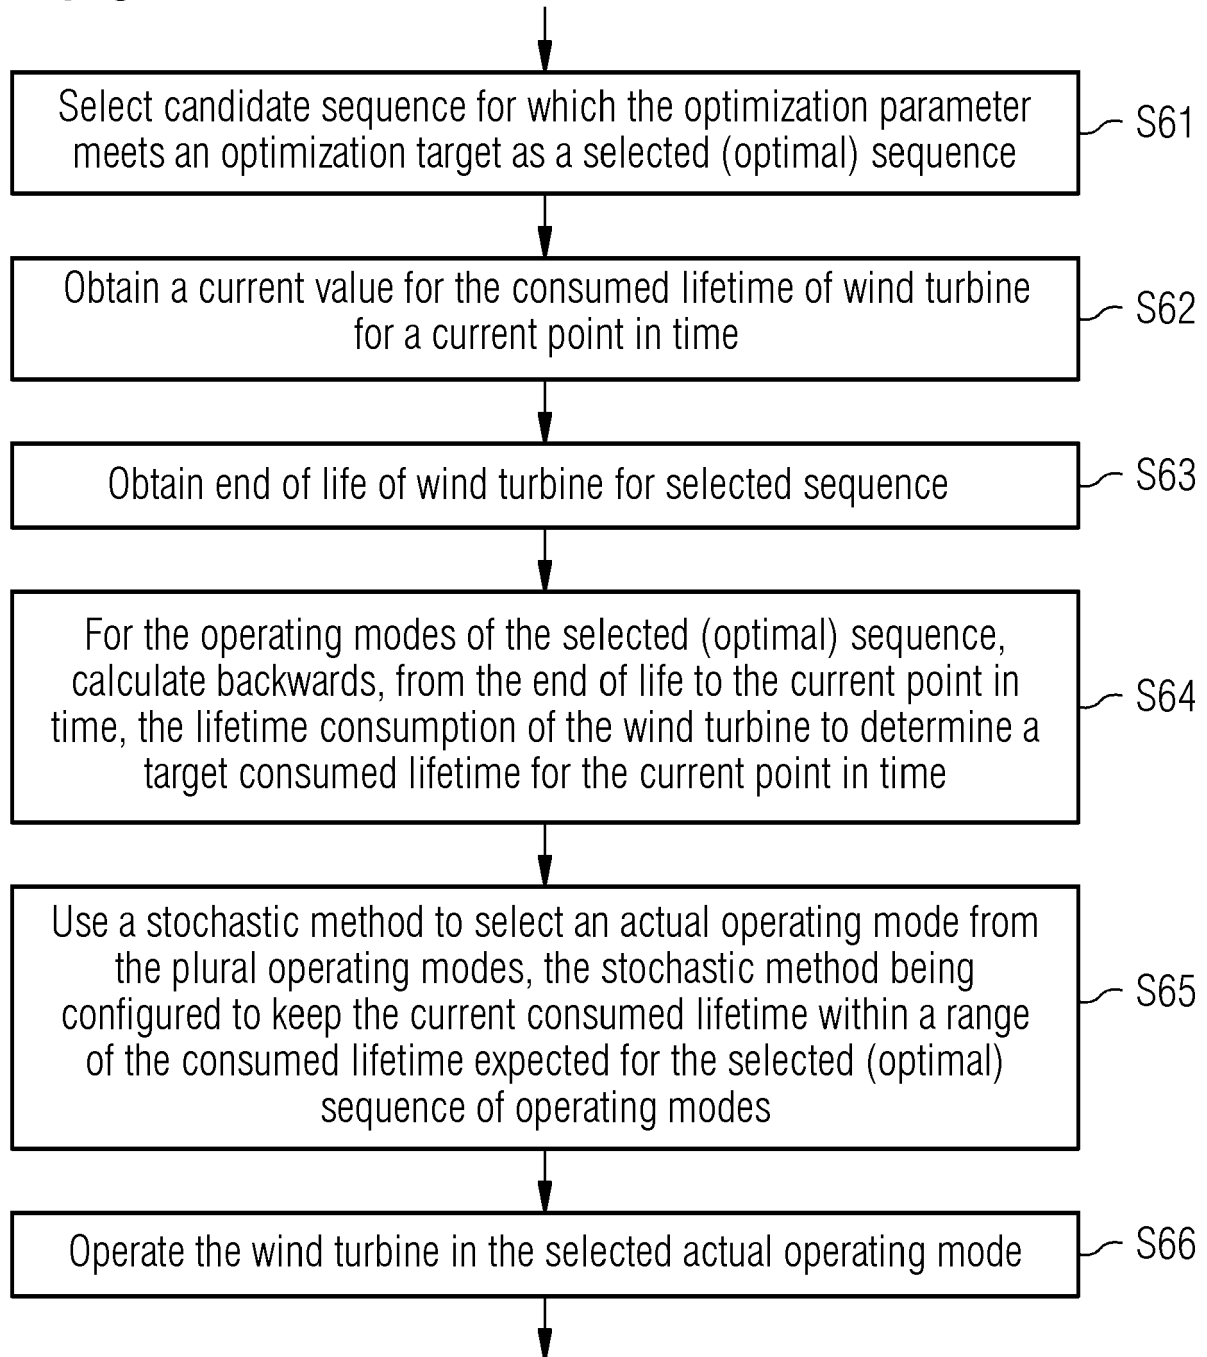 Select candidate sequence for which the optimization parameter
meets an optimization target as a selected (optimal) sequence
S61
Obtain a current value for the consumed lifetime of wind turbine
for a current point in time
S62
Obtain end of life of wind turbine for selected sequence
S63
For the operating modes of the selected (optimal) sequence,
calculate backwards, from the end of life to the current point in
time, the lifetime consumption of the wind turbine to determine a
target consumed lifetime for the current point in time
S64
Use a stochastic method to select an actual operating mode from
the plural operating modes, the stochastic method being
configured to keep the current consumed lifetime within a range
of the consumed lifetime expected for the selected (optimal)
sequence of operating modes
S65
Operate the wind turbine in the selected actual operating mode
S66